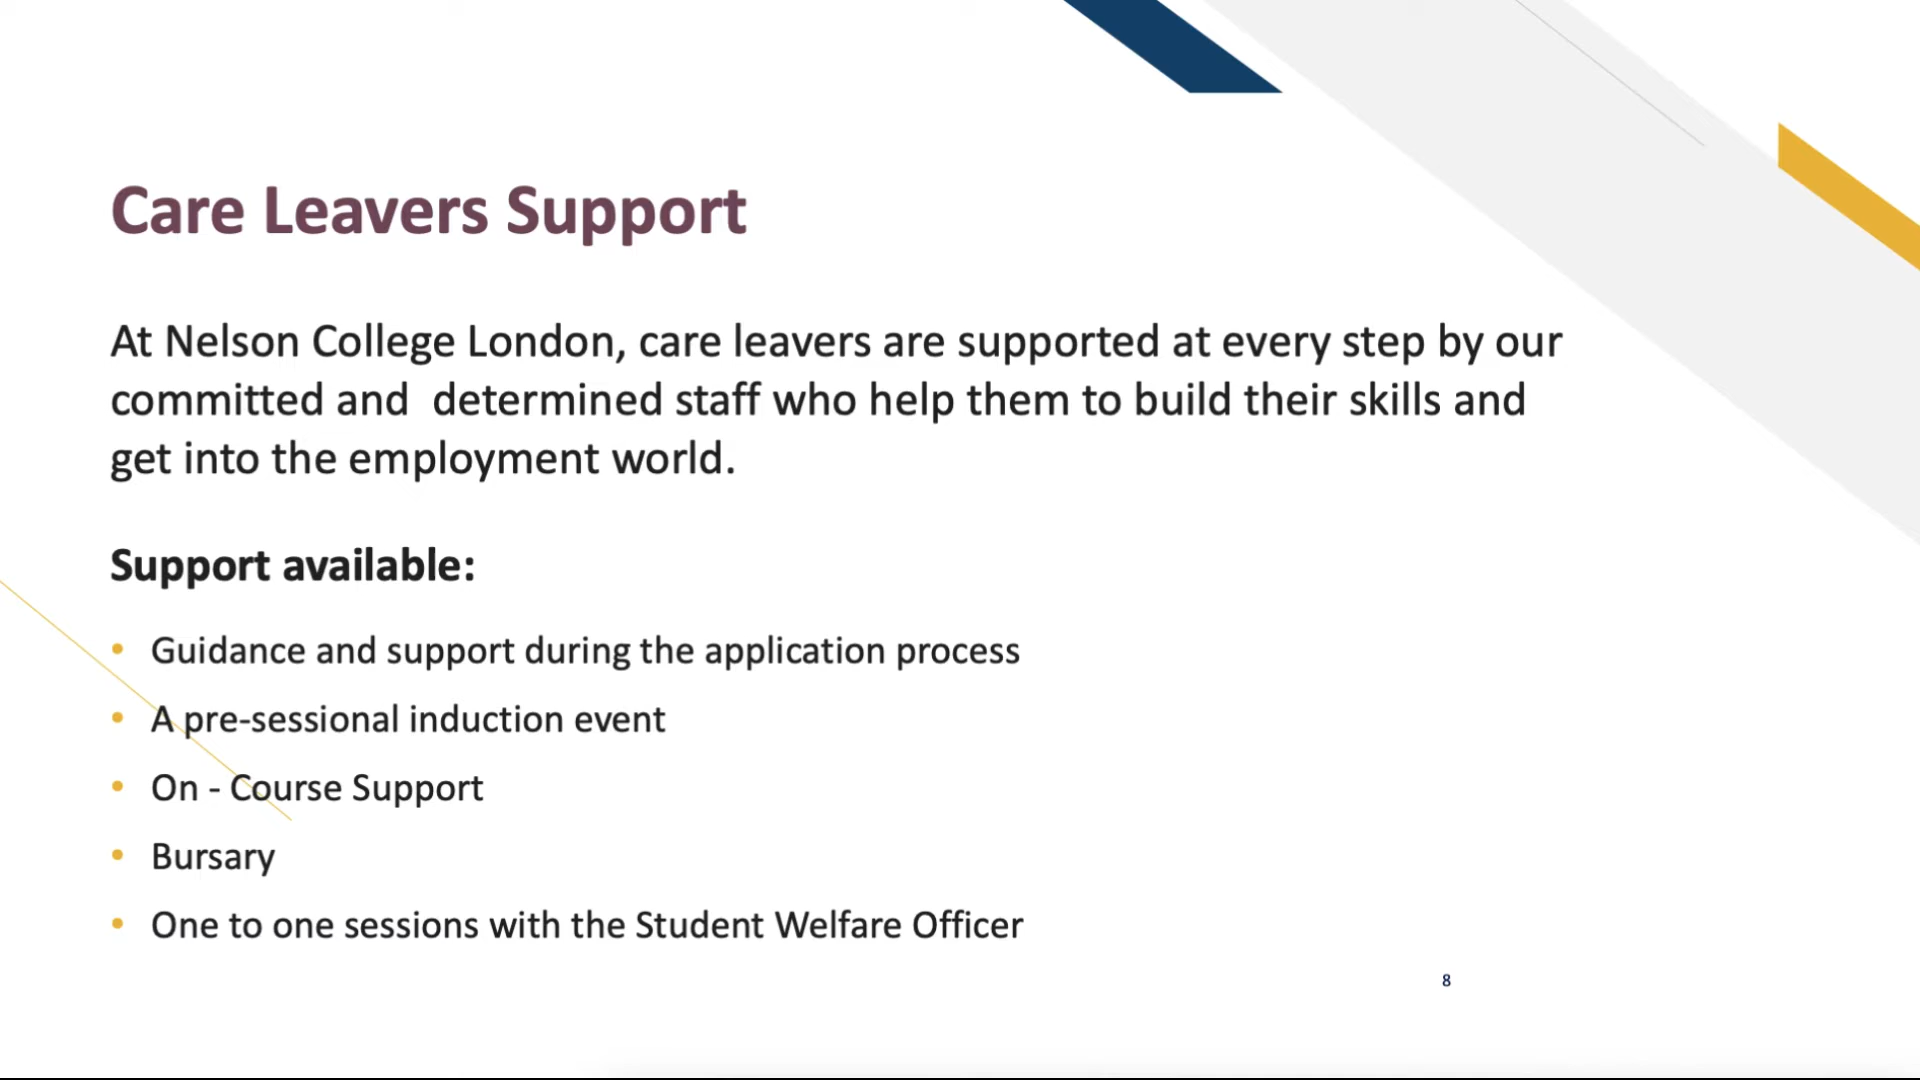 Care Leavers Support
At Nelson College London, care leavers are supported at every step by our
committed and  determined staff who help them to build their skills and
get into the employment world.
Support available:
• Guidance and support during the application process
• A pre-sessional induction event
• On - Course Support
• Bursary
• One to one sessions with the Student Welfare Officer
8